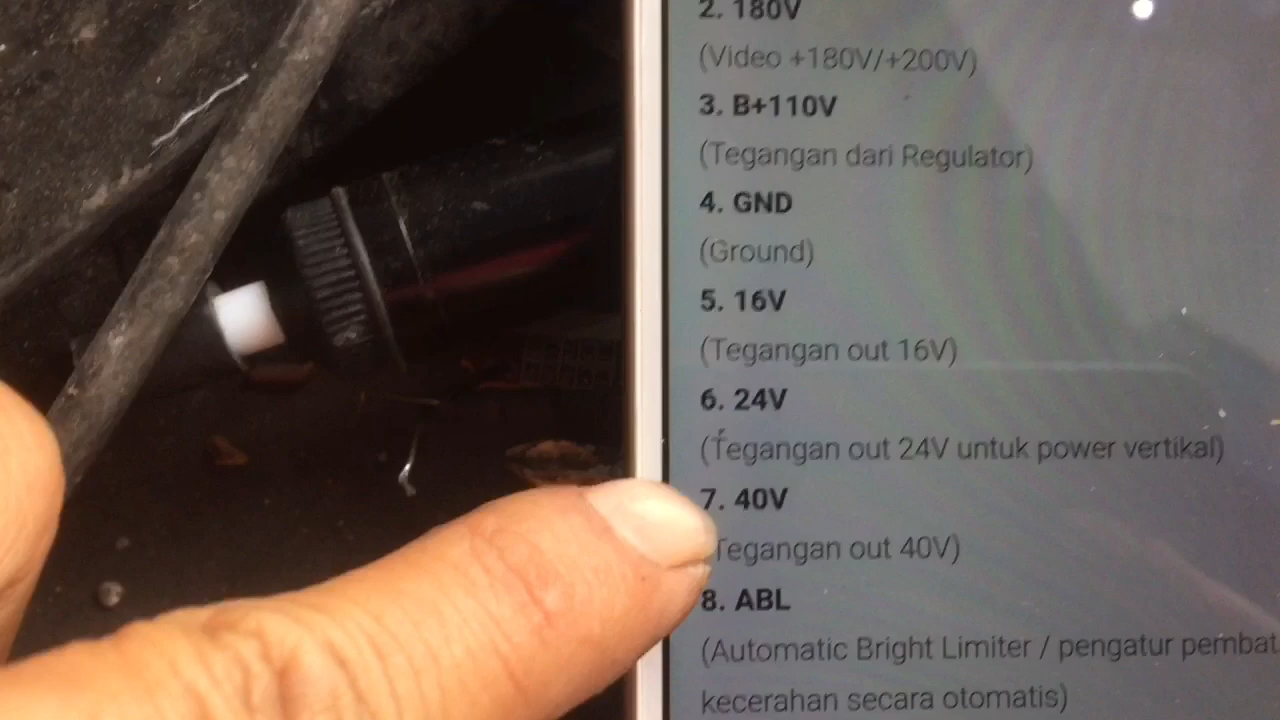 2. 180V
(Video +180V/+200V)
3. B+110V
(Tegangan dari Regulator)
4. GND
(Ground)
5. 16V
(Tegangan out 16V)
6. 24V
(Tegangan out 24V untuk power vertikal)
7. 40V
Tegangan out 40V)
8. ABL
(Automatic Bright Limiter / pengatur pembat
kecerahan secara otomatis)